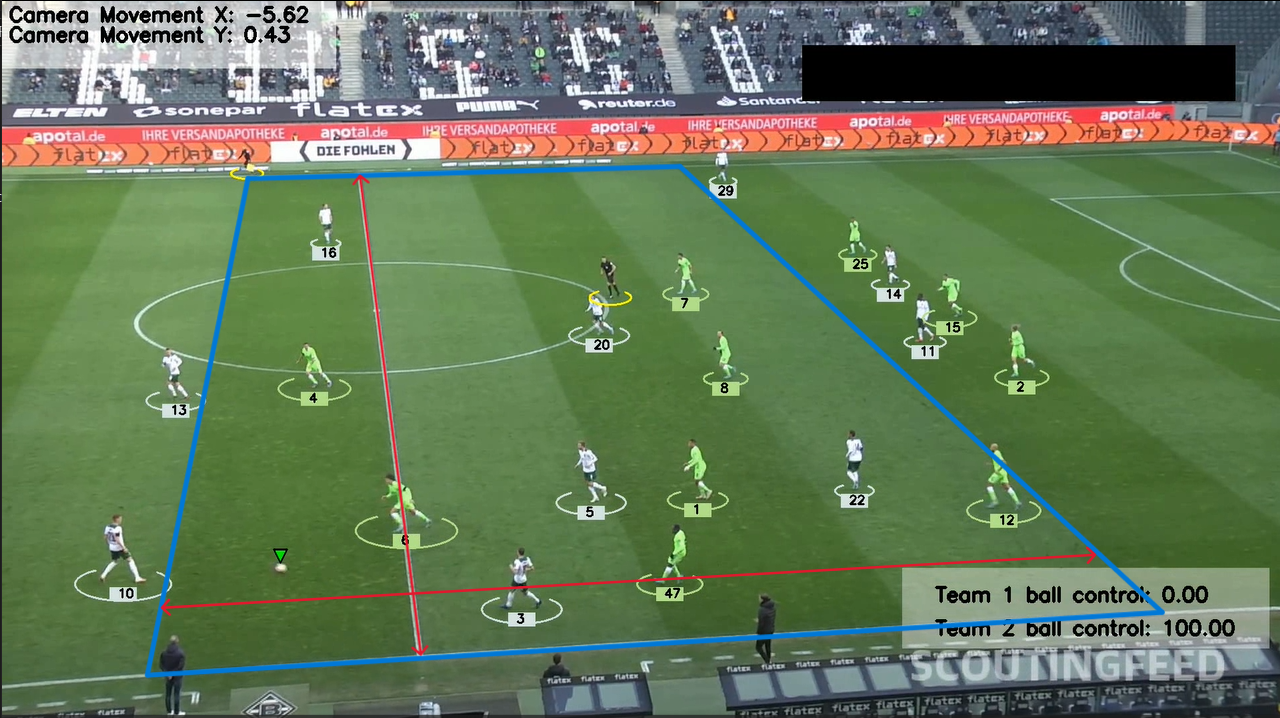 Camera Movement X: -5.62
Camera Movement Y: 0.43
ELTEN sonepar flatex PUMA reuter.de Santander
apotal.de IHRE VERSANDAPOTHEKE apotal.de IHRE VERSANDAPOTHEKE apotal.de IHRE VERSANDAPOTHEKE apotal.de IHRE VERSANDAPOTHEKE apotal.de
flatex flatex DIE FOHLEN flatex flatex flatex flatex flatex flatex flatex
29
16
25
14
7
15
20
11
2
8
4
13
5
1
22
12
6
10
47
3
Team 1 ball control: 0.00
Team 2 ball control: 100.00
SCOUTINGFEED
flatex flatex flatex
flatex flatex flatex flatex flatex
B